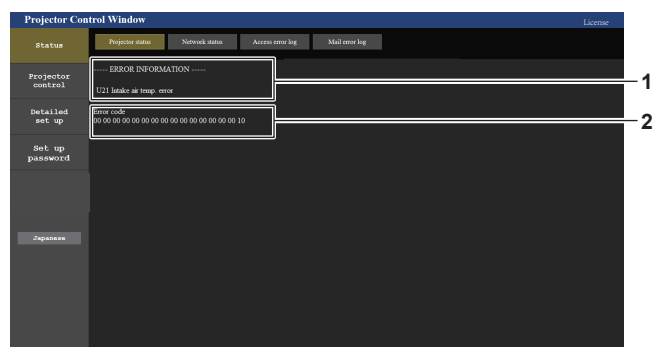 Projector Control Window
License
Status
Projector status
Network status
Access error log
Mail error log
Projector
control
Detailed
set up
Set up
password
Japanese
----- ERROR INFORMATION -----
U21 Intake air temp. error
1
Error code
00 00 00 00 00 00 00 00 00 00 00 00 00 00 00 10
2